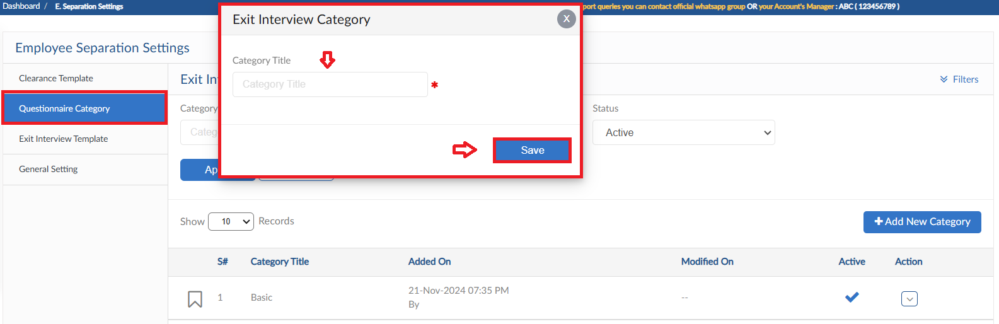 Dashboard / E. Separation Settings
port queries you can contact official whatsapp group OR your Account's Manager : ABC ( 123456789 )
Exit Interview Category
X
Employee Separation Settings
Category Title
Category Title
Save
Clearance Template
Questionnaire Category
Exit Interview Template
General Setting
Exit In
Filters
Category
Categ
Status
Active
Ap
Show 10 Records
Add New Category
S# Category Title Added On Modified On Active Action
1 Basic 21-Nov-2024 07:35 PM --
By